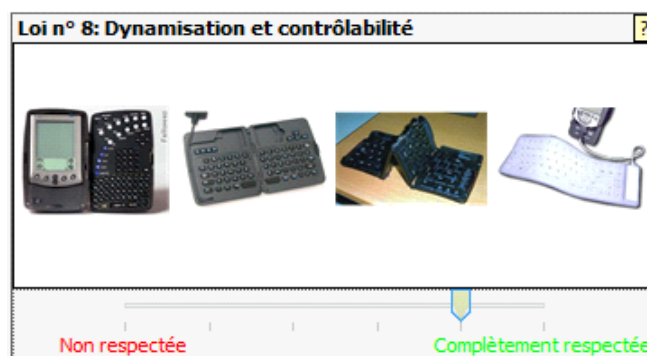 Loi n° 8: Dynamisation et contrôlabilité
?
Non respectée
Complètement respectée